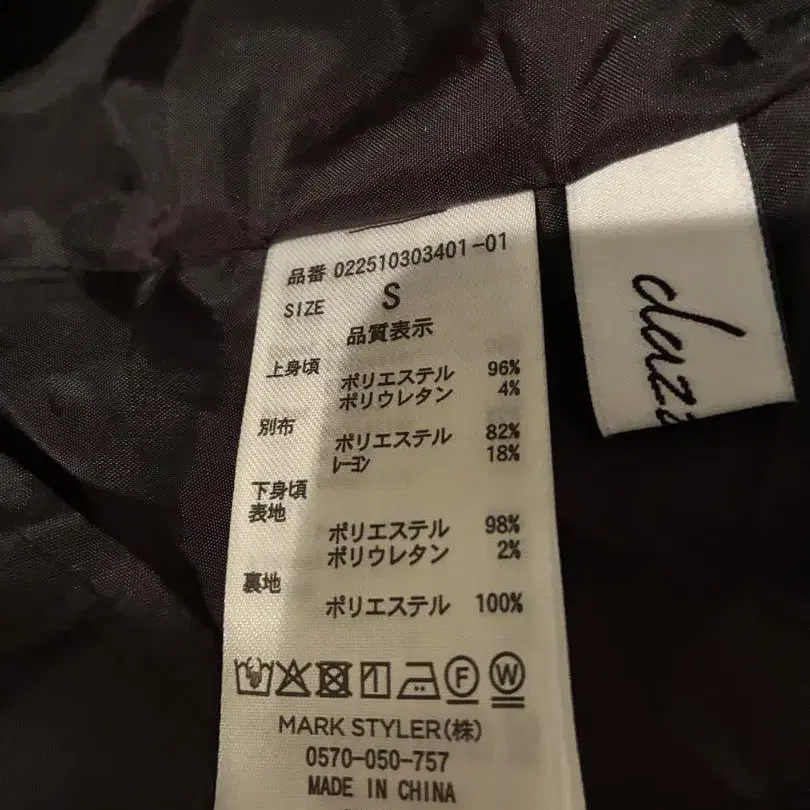 品番 022510303401-01
SIZE S
品質表示
上身頃
ポリエステル 96%
ポリウレタン 4%
別布
ポリエステル 82%
レーヨン 18%
下身頃
表地
ポリエステル 98%
ポリウレタン 2%
裏地
ポリエステル 100%
F W
MARK STYLER(株)
0570-050-757
MADE IN CHINA